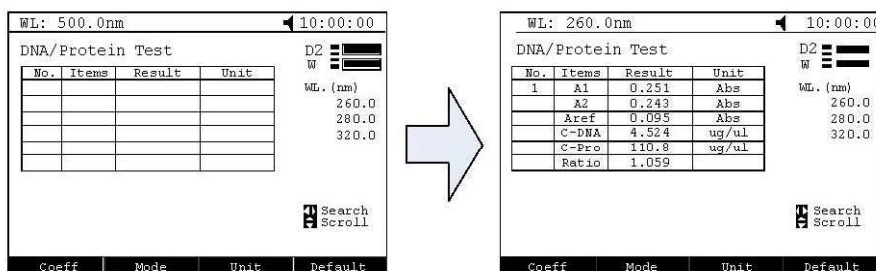 WL: 500.0nm 10:00:00
DNA/Protein Test D2
W
No. Items Result Unit
WL.(nm)
260.0
280.0
320.0
Search
Scroll
Coeff Mode Unit Default
WL: 260.0nm 10:00:00
DNA/Protein Test D2
W
No. Items Result Unit
WL.(nm)
1 A1 0.251 Abs
260.0
A2 0.243 Abs
280.0
Aref 0.095 Abs
320.0
C-DNA 4.524 ug/ul
C-Pro 110.8 ug/ul
Ratio 1.059
Search
Scroll
Coeff Mode Unit Default